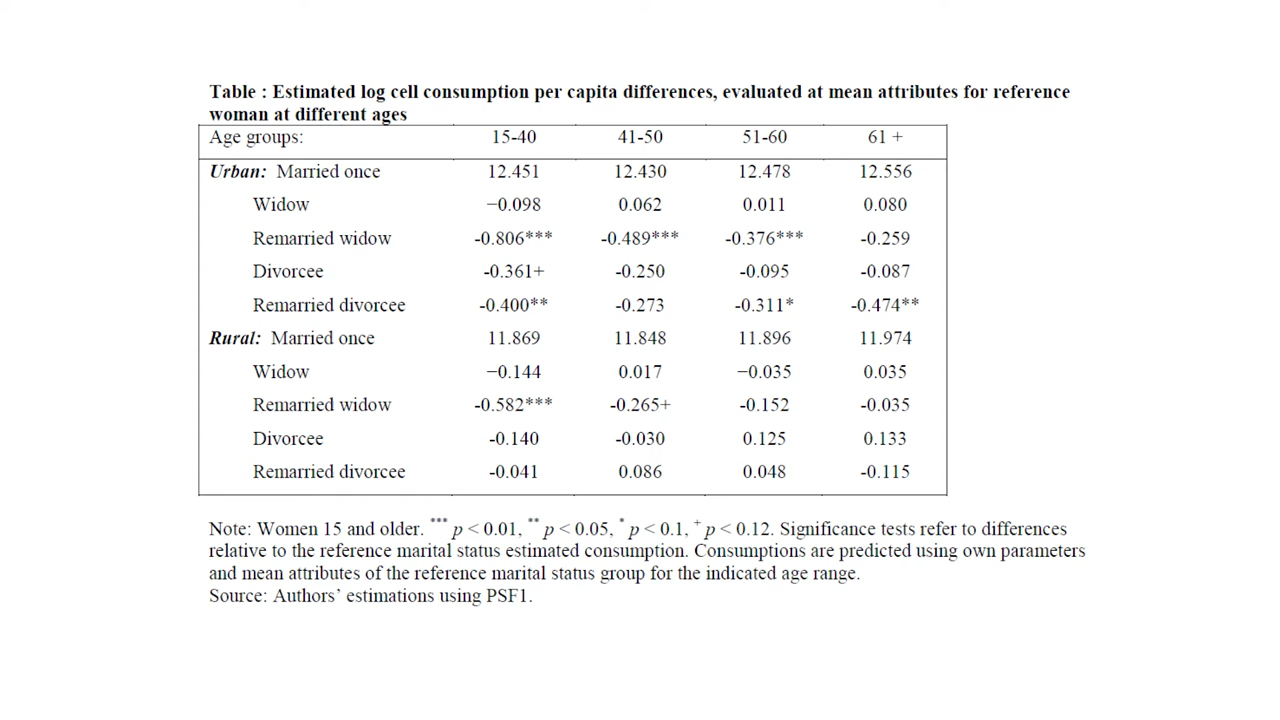 Table : Estimated log cell consumption per capita differences, evaluated at mean attributes for reference
woman at different ages
Age groups: 15-40 41-50 51-60 61 +
Urban: Married once 12.451 12.430 12.478 12.556
Widow −0.098 0.062 0.011 0.080
Remarried widow -0.806*** -0.489*** -0.376*** -0.259
Divorcee -0.361+ -0.250 -0.095 -0.087
Remarried divorcee -0.400** -0.273 -0.311* -0.474**
Rural: Married once 11.869 11.848 11.896 11.974
Widow −0.144 0.017 −0.035 0.035
Remarried widow -0.582*** -0.265+ -0.152 -0.035
Divorcee -0.140 -0.030 0.125 0.133
Remarried divorcee -0.041 0.086 0.048 -0.115
Note: Women 15 and older. *** p < 0.01, ** p < 0.05, * p < 0.1, + p < 0.12. Significance tests refer to differences
relative to the reference marital status estimated consumption. Consumptions are predicted using own parameters
and mean attributes of the reference marital status group for the indicated age range.
Source: Authors’ estimations using PSF1.